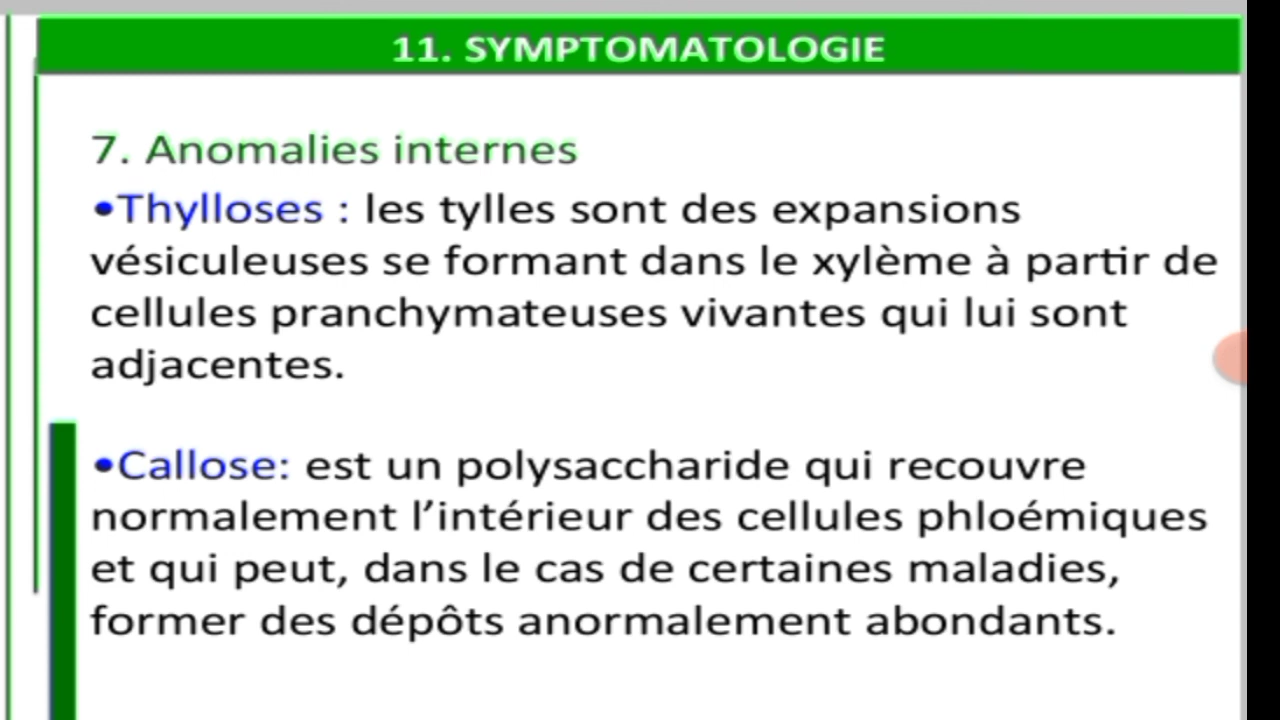 11. SYMPTOMATOLOGIE
7. Anomalies internes
•Thylloses : les tylles sont des expansions
vésiculeuses se formant dans le xylème à partir de
cellules pranchymateuses vivantes qui lui sont
adjacentes.
•Callose: est un polysaccharide qui recouvre
normalement l’intérieur des cellules phloémiques
et qui peut, dans le cas de certaines maladies,
former des dépôts anormalement abondants.